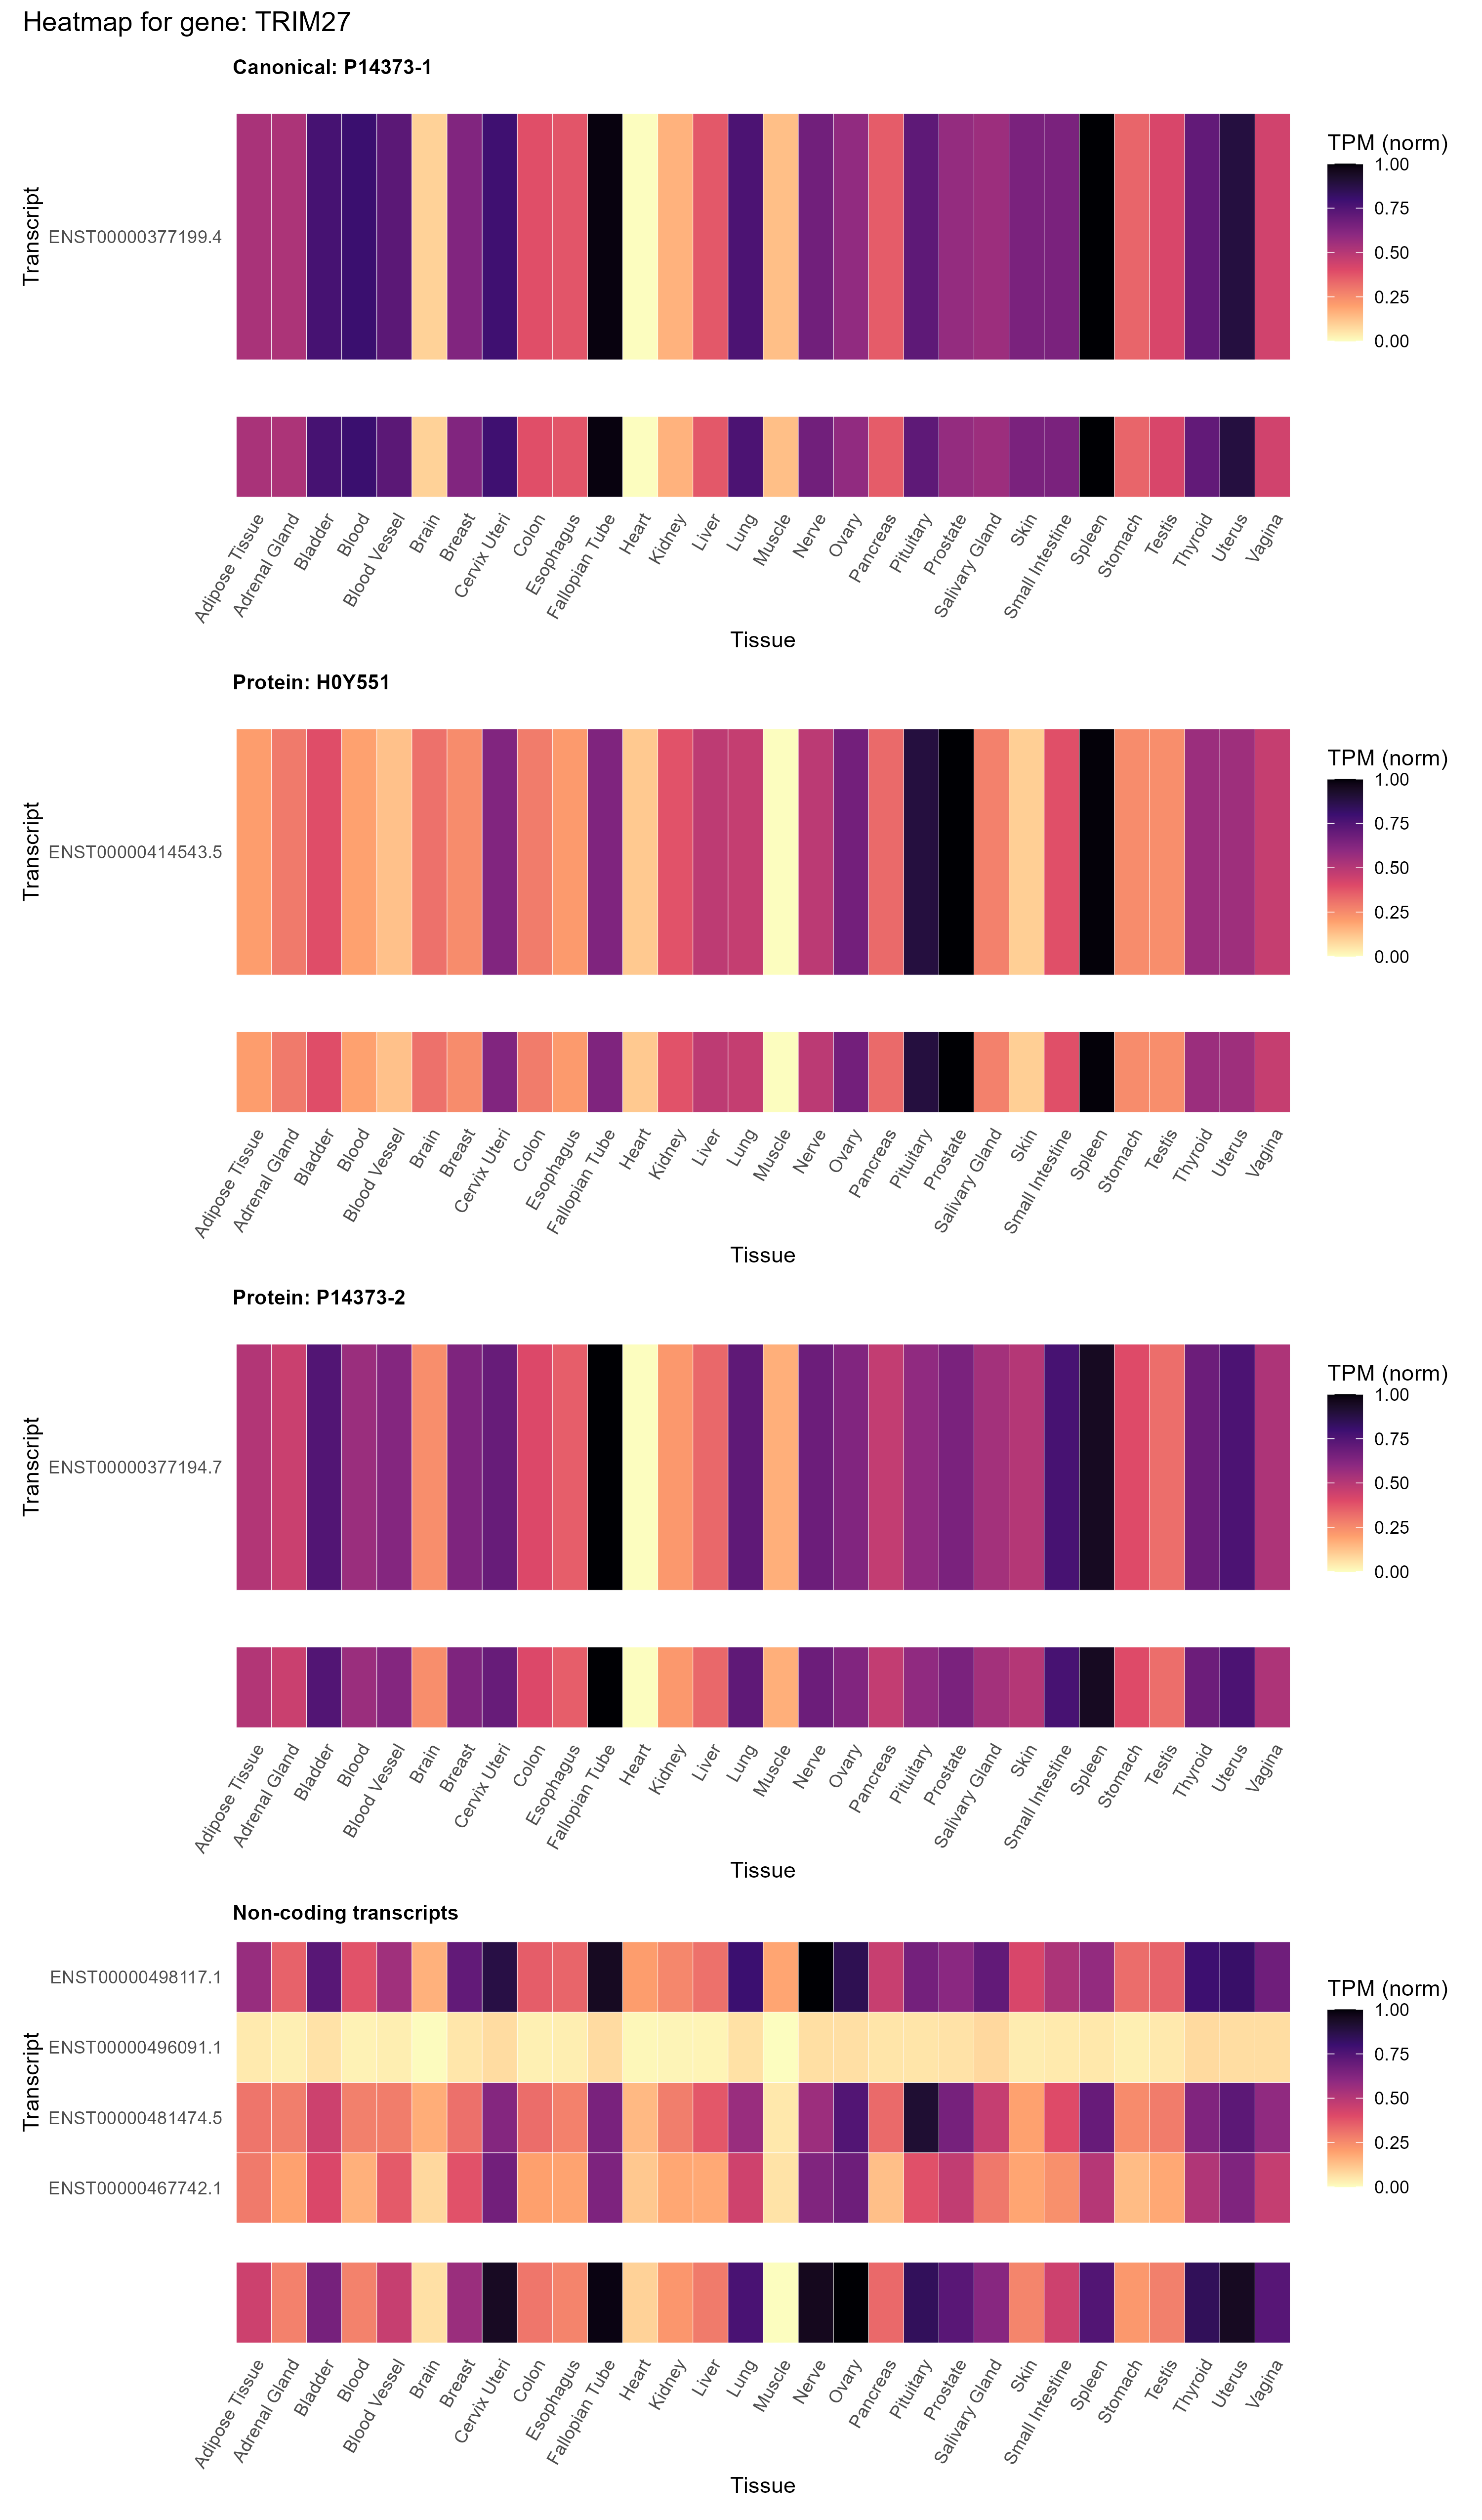 Heatmap for gene: TRIM27
Canonical: P14373-1
Transcript
ENST00000377199.4
TPM (norm)
1.00
0.75
0.50
0.25
0.00
Adipose Tissue
Adrenal Gland
Bladder
Blood
Blood Vessel
Brain
Breast
Cervix Uteri
Colon
Esophagus
Fallopian Tube
Heart
Kidney
Liver
Lung
Muscle
Nerve
Ovary
Pancreas
Pituitary
Prostate
Salivary Gland
Skin
Small Intestine
Spleen
Stomach
Testis
Thyroid
Uterus
Vagina
Tissue
Protein: H0Y551
Transcript
ENST00000414543.5
TPM (norm)
1.00
0.75
0.50
0.25
0.00
Adipose Tissue
Adrenal Gland
Bladder
Blood
Blood Vessel
Brain
Breast
Cervix Uteri
Colon
Esophagus
Fallopian Tube
Heart
Kidney
Liver
Lung
Muscle
Nerve
Ovary
Pancreas
Pituitary
Prostate
Salivary Gland
Skin
Small Intestine
Spleen
Stomach
Testis
Thyroid
Uterus
Vagina
Tissue
Protein: P14373-2
Transcript
ENST00000377194.7
TPM (norm)
1.00
0.75
0.50
0.25
0.00
Adipose Tissue
Adrenal Gland
Bladder
Blood
Blood Vessel
Brain
Breast
Cervix Uteri
Colon
Esophagus
Fallopian Tube
Heart
Kidney
Liver
Lung
Muscle
Nerve
Ovary
Pancreas
Pituitary
Prostate
Salivary Gland
Skin
Small Intestine
Spleen
Stomach
Testis
Thyroid
Uterus
Vagina
Tissue
Non-coding transcripts
Transcript
ENST00000498117.1
ENST00000496091.1
ENST00000481474.5
ENST00000467742.1
TPM (norm)
1.00
0.75
0.50
0.25
0.00
Adipose Tissue
Adrenal Gland
Bladder
Blood
Blood Vessel
Brain
Breast
Cervix Uteri
Colon
Esophagus
Fallopian Tube
Heart
Kidney
Liver
Lung
Muscle
Nerve
Ovary
Pancreas
Pituitary
Prostate
Salivary Gland
Skin
Small Intestine
Spleen
Stomach
Testis
Thyroid
Uterus
Vagina
Tissue